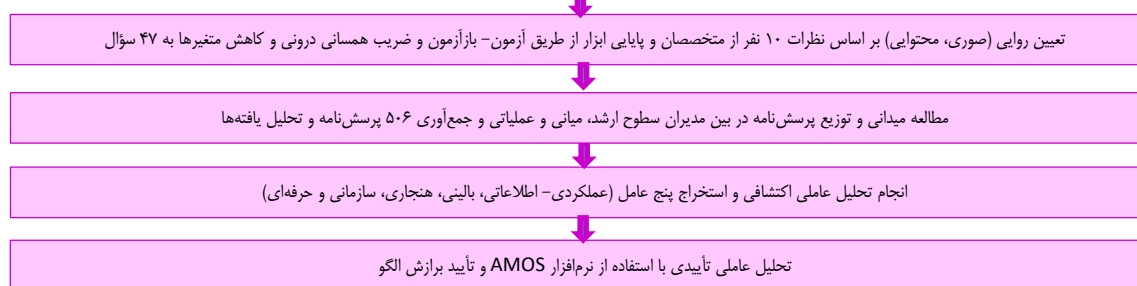 تعیین روایی (صوری، محتوایی) بر اساس نظرات ۱۰ نفر از متخصصان و پایایی ابزار از طریق آزمون- بازآزمون و ضریب همسانی درونی و کاهش متغیرها به ۴۷ سؤال
مطالعه میدانی و توزیع پرسش‌نامه در بین مدیران سطوح ارشد، میانی و عملیاتی و جمع‌آوری ۵۰۶ پرسش‌نامه و تحلیل یافته‌ها
انجام تحلیل عاملی اکتشافی و استخراج پنج عامل (عملکردی- اطلاعاتی، بالینی، هنجاری، سازمانی و حرفه‌ای)
تحلیل عاملی تأییدی با استفاده از نرم‌افزار AMOS و تأیید برازش الگو